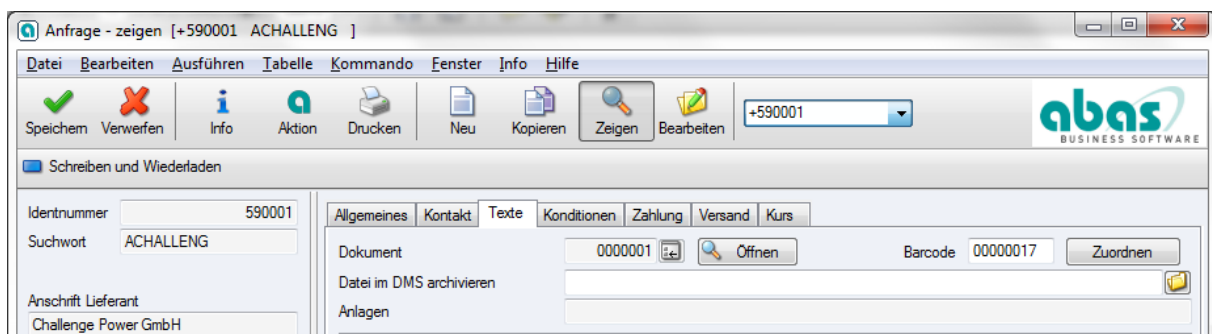 Anfrage - zeigen [+590001 ACHALLENG ]
Datei Bearbeiten Ausführen Tabelle Kommando Fenster Info Hilfe
Speichern Verwerfen Info Aktion Drucken Neu Kopieren Zeigen Bearbeiten +590001
abas
BUSINESS SOFTWARE
Schreiben und Wiederladen
Identnummer 590001
Suchwort ACHALLENG
Anschrift Lieferant
Challenge Power GmbH
Allgemeines Kontakt Texte Konditionen Zahlung Versand Kurs
Dokument 0000001 Öffnen Barcode 00000017 Zuordnen
Datei im DMS archivieren
Anlagen